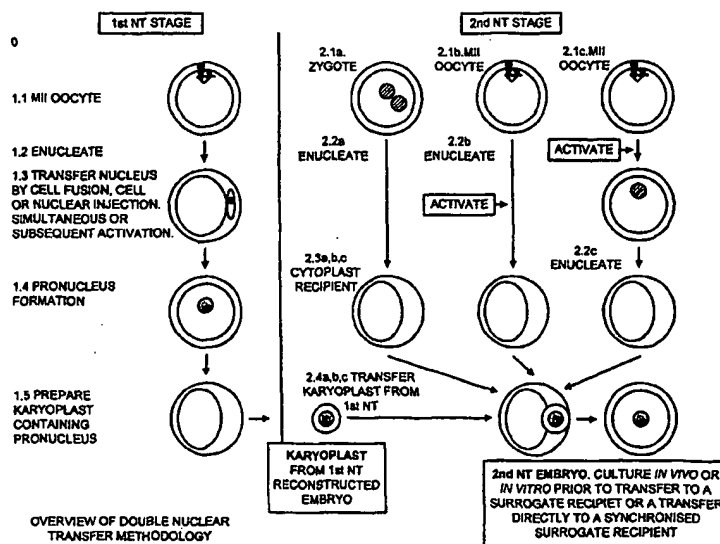 1st NT STAGE
2nd NT STAGE
0
1.1 MII OOCYTE
1.2 ENUCLEATE
1.3 TRANSFER NUCLEUS
BY CELL FUSION, CELL
OR NUCLEAR INJECTION.
SIMULTANEOUS OR
SUBSEQUENT ACTIVATION.
1.4 PRONUCLEUS
FORMATION
1.5 PREPARE
KARYOPLAST
CONTAINING
PRONUCLEUS
2.1a.
ZYGOTE
2.1b.MII
OOCYTE
2.1c.MII
OOCYTE
2.2a
ENUCLEATE
2.2b
ENUCLEATE
ACTIVATE
ACTIVATE
2.2c
ENUCLEATE
2.3a,b,c
CYTOPLAST
RECIPIENT
2.4a,b,c TRANSFER
KARYOPLAST FROM
1st NT
KARYOPLAST
FROM 1st NT
RECONSTRUCTED
EMBRYO
2nd NT EMBRYO. CULTURE IN VIVO OR
IN VITRO PRIOR TO TRANSFER TO A
SURROGATE RECIPIET OR A TRANSFER
DIRECTLY TO A SYNCHRONISED
SURROGATE RECIPIENT
OVERVIEW OF DOUBLE NUCLEAR
TRANSFER METHODOLOGY